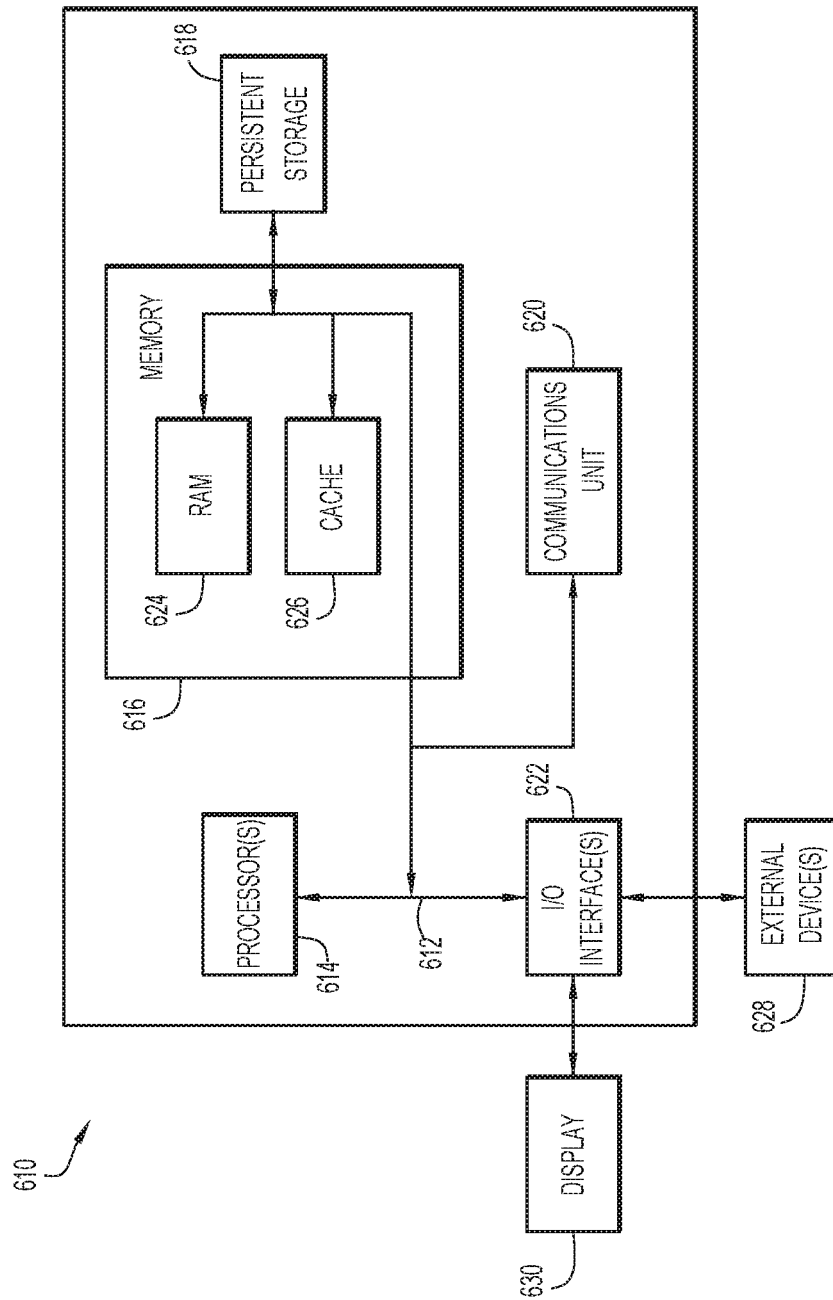 610
616
624
RAM
MEMORY
626
CACHE
PERSISTENT
STORAGE
618
PROCESSOR(S)
614
612
DISPLAY
630
I/O
INTERFACE(S)
622
COMMUNICATIONS
UNIT
620
EXTERNAL
DEVICE(S)
628